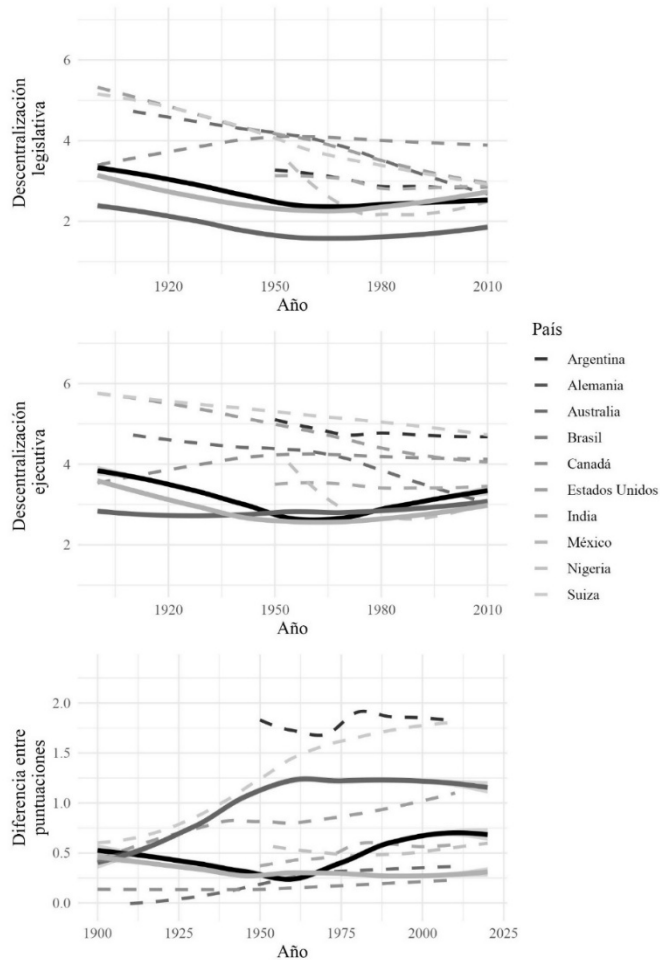 6
4
2
Descentralización
legislativa
1920
1950
1980
2010
Año
6
4
2
Descentralización
ejecutiva
1920
1950
1980
2010
Año
País
Argentina
Alemania
Australia
Brasil
Canadá
Estados Unidos
India
México
Nigeria
Suiza
2.0
1.5
1.0
0.5
0.0
Diferencia entre
puntuaciones
1900
1925
1950
1975
2000
2025
Año